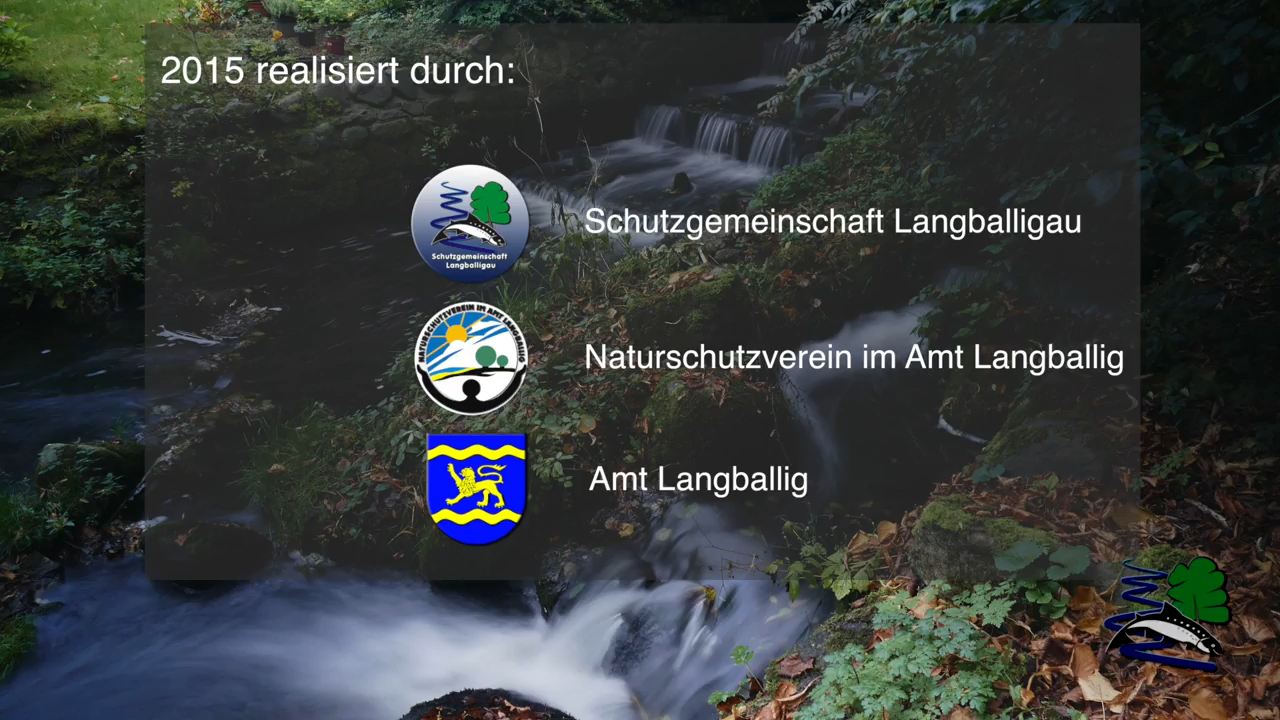 2015 realisiert durch:
Schutzgemeinschaft
Langballigau
Schutzgemeinschaft Langballigau
NATURSCHUTZVEREIN IM AMT LANGBALLIG
Naturschutzverein im Amt Langballig
Amt Langballig